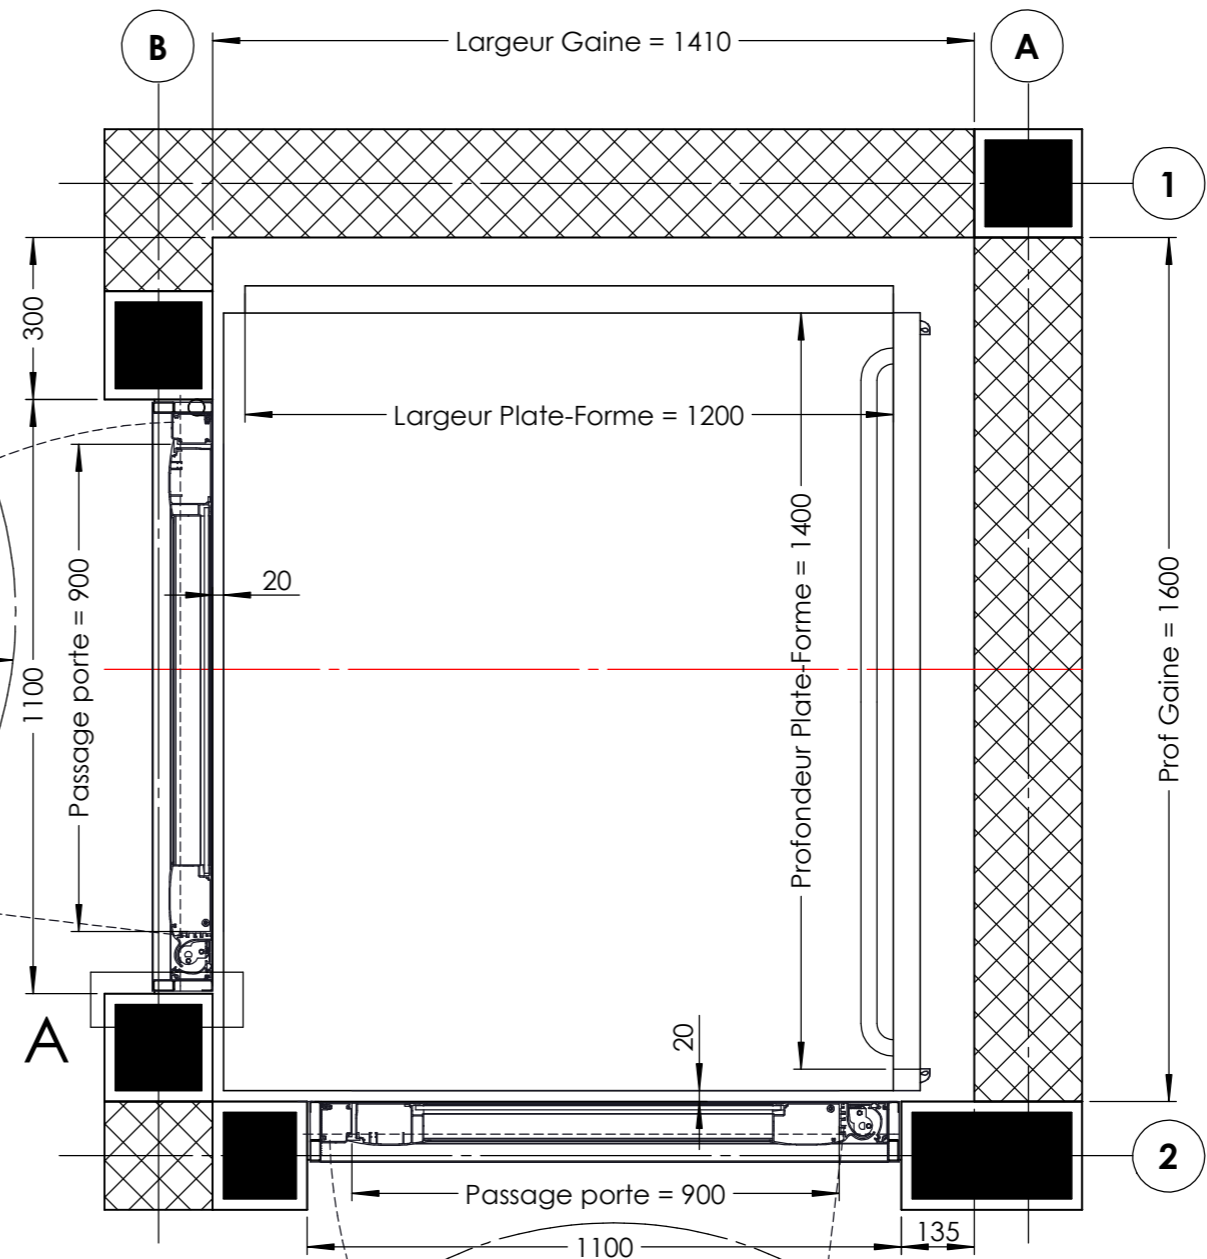 B
Largeur Gaine = 1410
A
1
300
Largeur Plate-Forme = 1200
Passage porte = 900
20
1100
Profondeur Plate-Forme = 1400
Prof Gaine = 1600
A
20
2
Passage porte = 900
135
1100